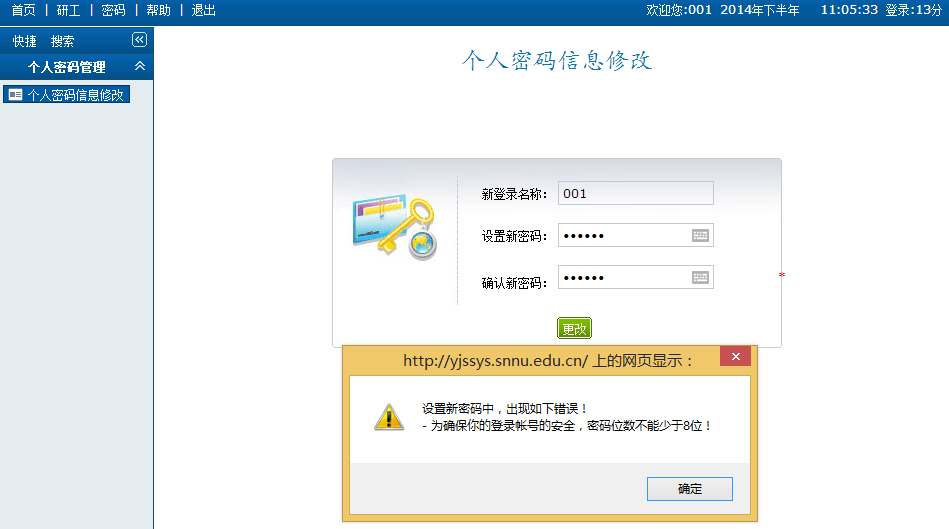 首页 | 研工 | 密码 | 帮助 | 退出 欢迎您:001 2014年下半年 11:05:33 登录:13分
快捷 搜索
个人密码管理
个人密码信息修改
个人密码信息修改
新登录名称: 001
设置新密码: ••••••
确认新密码: •••••• *
更改
http://yjssys.snnu.edu.cn/ 上的网页显示:
设置新密码中,出现如下错误!
- 为确保你的登录帐号的安全,密码位数不能少于8位!
确定